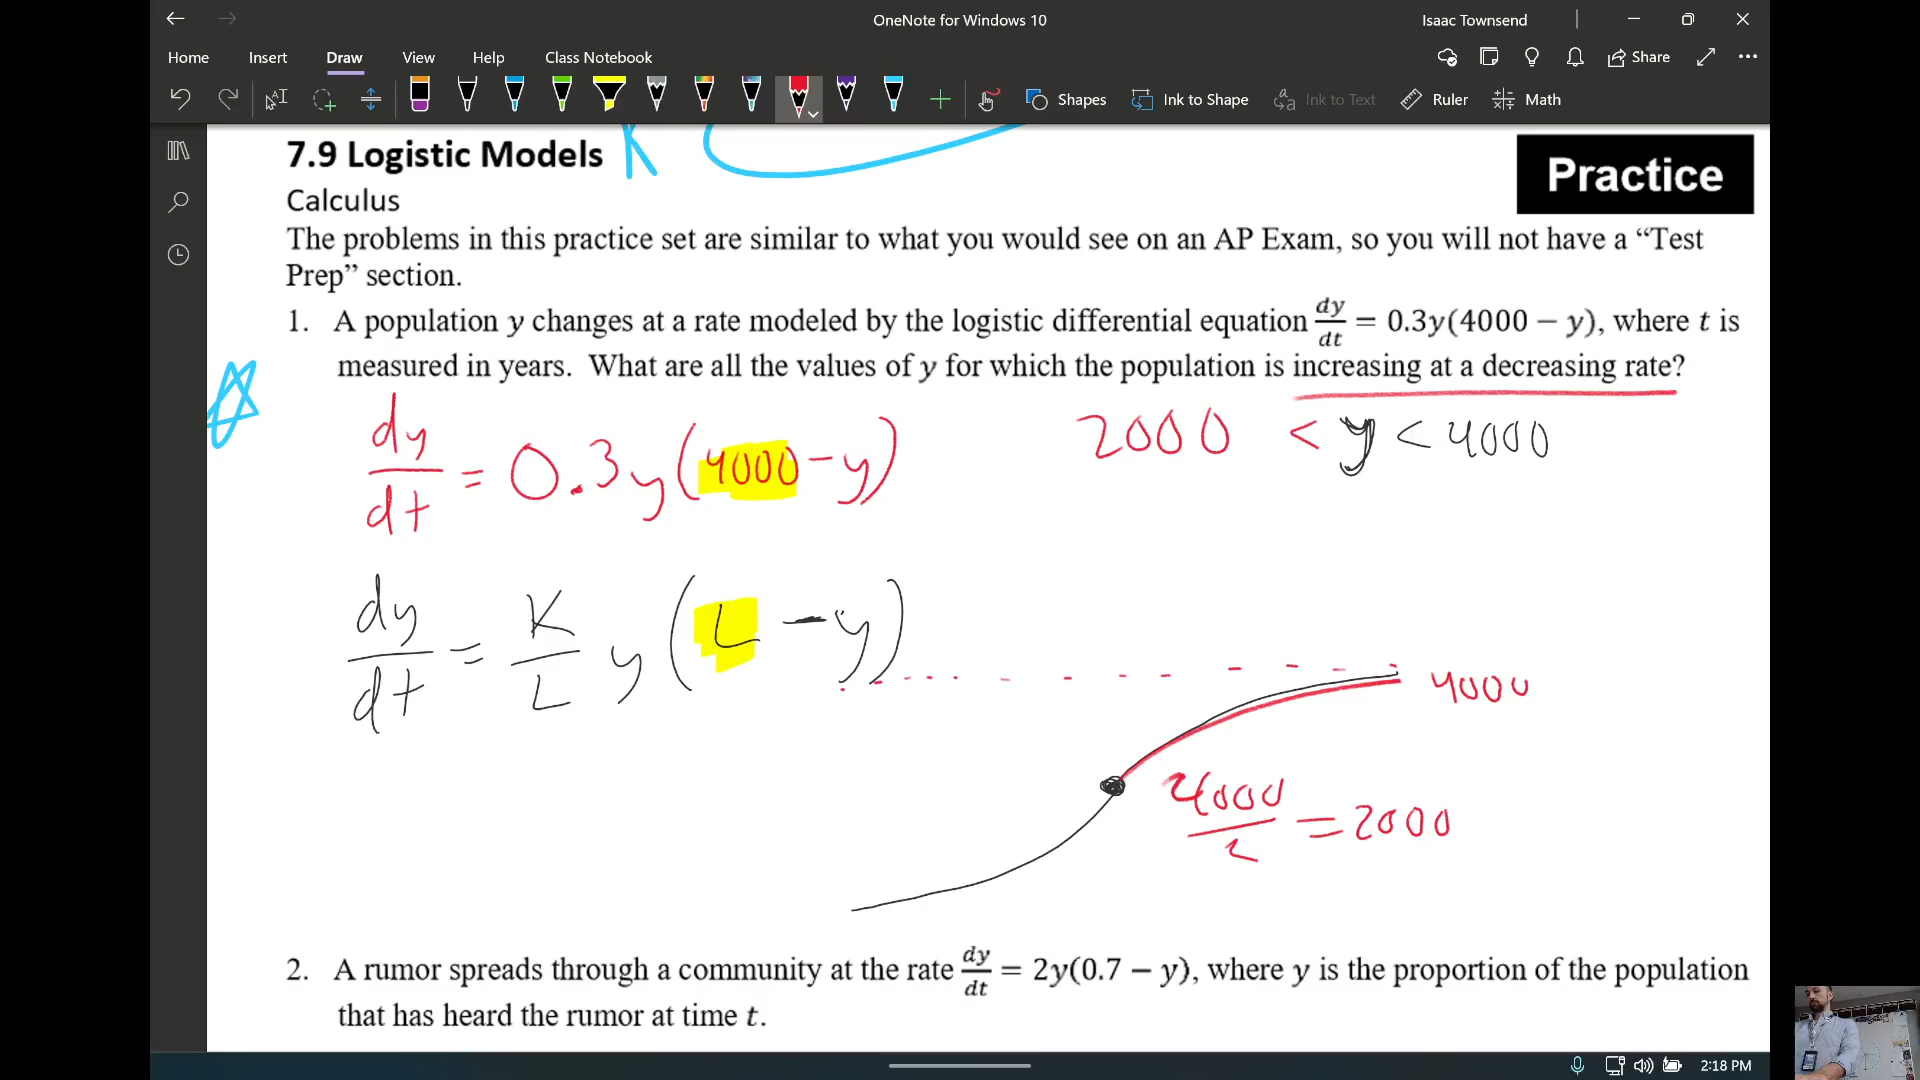 OneNote for Windows 10
Isaac Townsend
Home Insert Draw View Help Class Notebook
Share
Shapes Ink to Shape Ink to Text Ruler Math
7.9 Logistic Models K
Practice
Calculus
The problems in this practice set are similar to what you would see on an AP Exam, so you will not have a “Test
Prep” section.
1. A population y changes at a rate modeled by the logistic differential equation dy/dt = 0.3y(4000 − y), where t is
measured in years. What are all the values of y for which the population is increasing at a decreasing rate?
dy/dt = 0.3y(4000-y)
2000 < y < 4000
dy/dt = K/L y(L - y)
4000
4000/2 = 2000
2. A rumor spreads through a community at the rate dy/dt = 2y(0.7 − y), where y is the proportion of the population
that has heard the rumor at time t.
2:18 PM